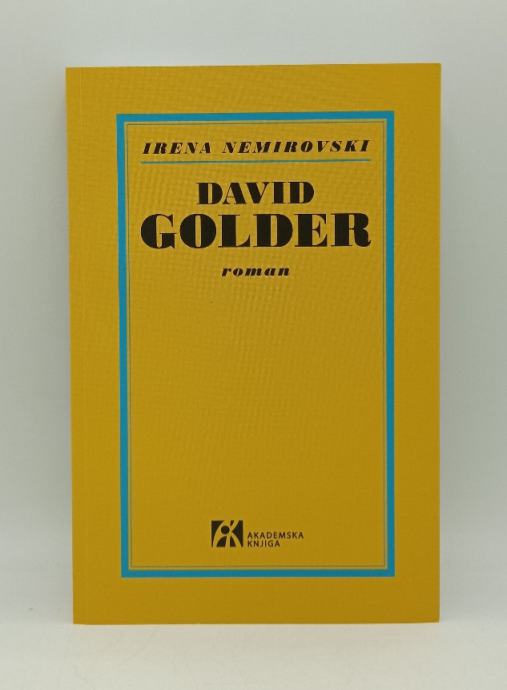 IRENA NEMIROVSKI
DAVID
GOLDER
roman
AKADEMSKA
KNJIGA